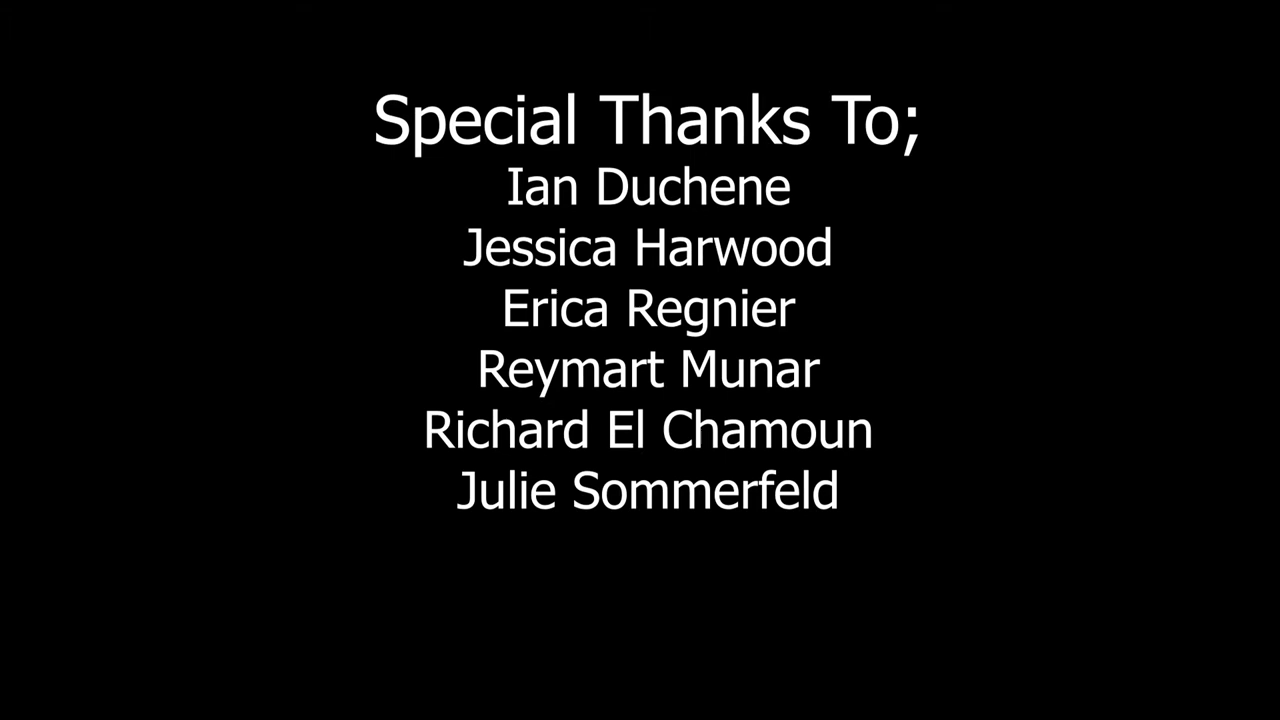 Special Thanks To;
Ian Duchene
Jessica Harwood
Erica Regnier
Reymart Munar
Richard El Chamoun
Julie Sommerfeld